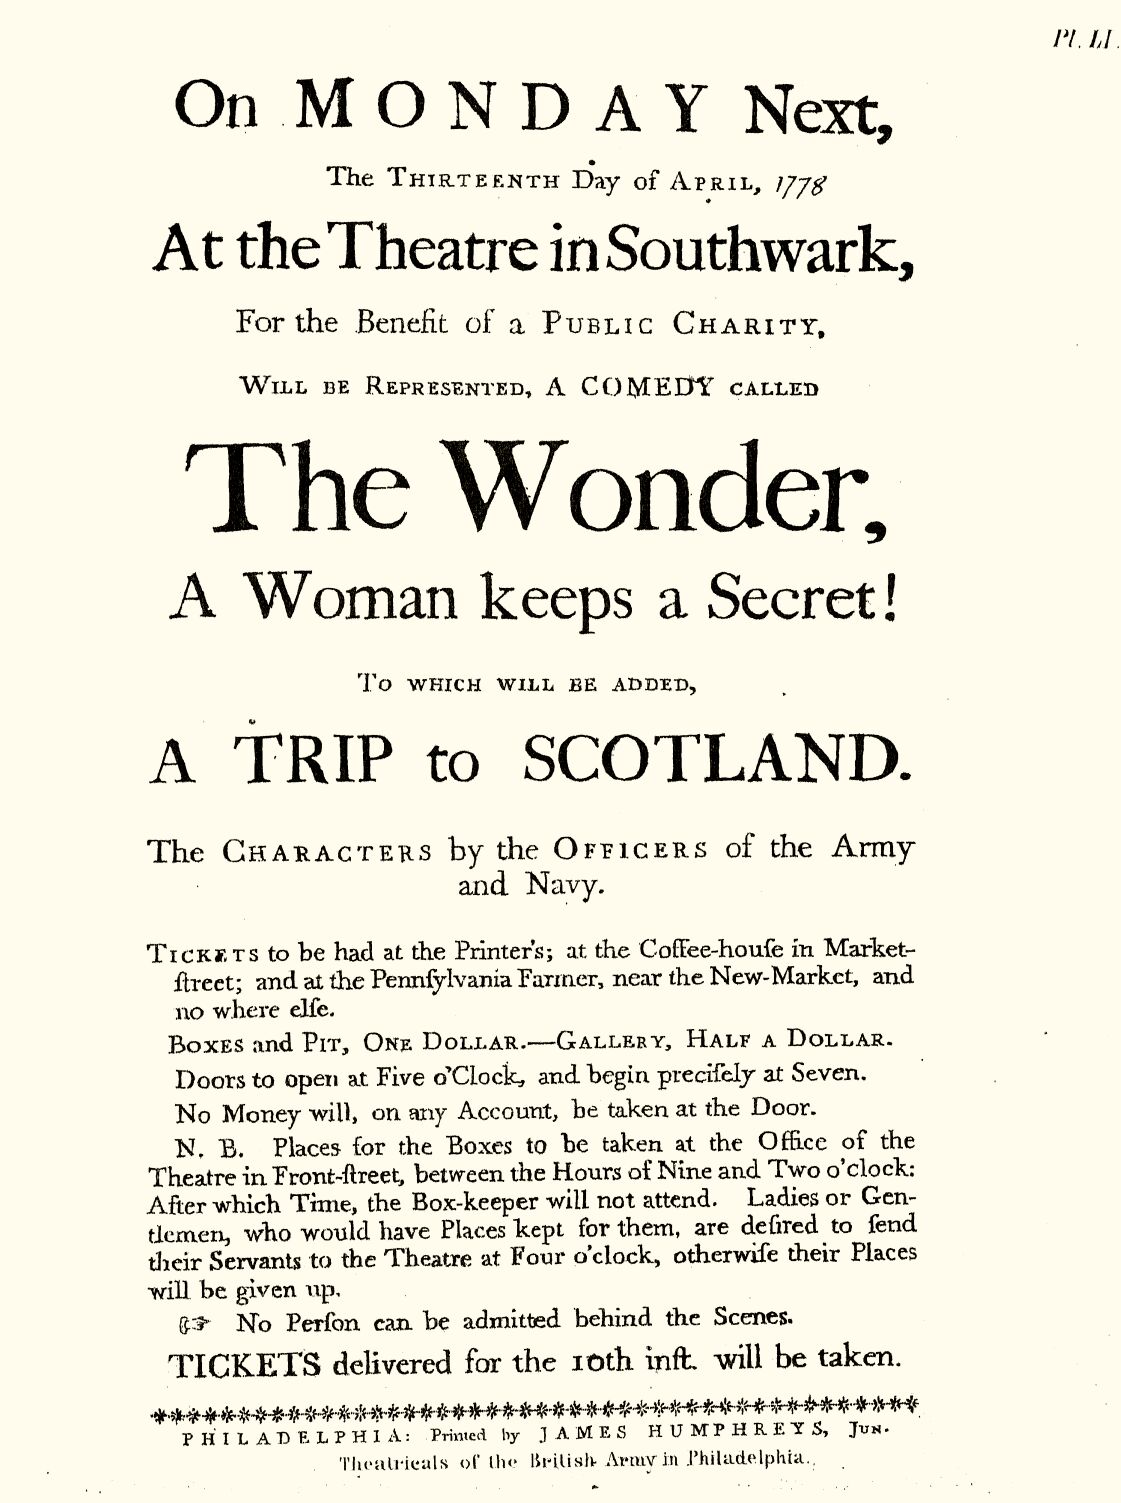 Pl. LI.
On MONDAY Next,
The THIRTEENTH Day of APRIL, 1778
At the Theatre in Southwark,
For the Benefit of a PUBLIC CHARITY,
WILL BE REPRESENTED, A COMEDY CALLED
The Wonder,
A Woman keeps a Secret!
TO WHICH WILL BE ADDED,
A TRIP to SCOTLAND.
The CHARACTERS by the OFFICERS of the Army
and Navy.
TICKETS to be had at the Printer's; at the Coffee-houſe in Market-
ſtreet; and at the Pennſylvania Farmer, near the New-Market, and
no where elſe.
BOXES and PIT, ONE DOLLAR.—GALLERY, HALF A DOLLAR.
Doors to open at Five o'Clock, and begin preciſely at Seven.
No Money will, on any Account, be taken at the Door.
N. B. Places for the Boxes to be taken at the Office of the
Theatre in Front-ſtreet, between the Hours of Nine and Two o'clock:
After which Time, the Box-keeper will not attend. Ladies or Gen-
tlemen, who would have Places kept for them, are deſired to ſend
their Servants to the Theatre at Four o'clock, otherwiſe their Places
will be given up.
☞ No Perſon can be admitted behind the Scenes.
TICKETS delivered for the 10th inſt. will be taken.
PHILADELPHIA: Printed by JAMES HUMPHREYS, JUN.
Theatricals of the British Army in Philadelphia.